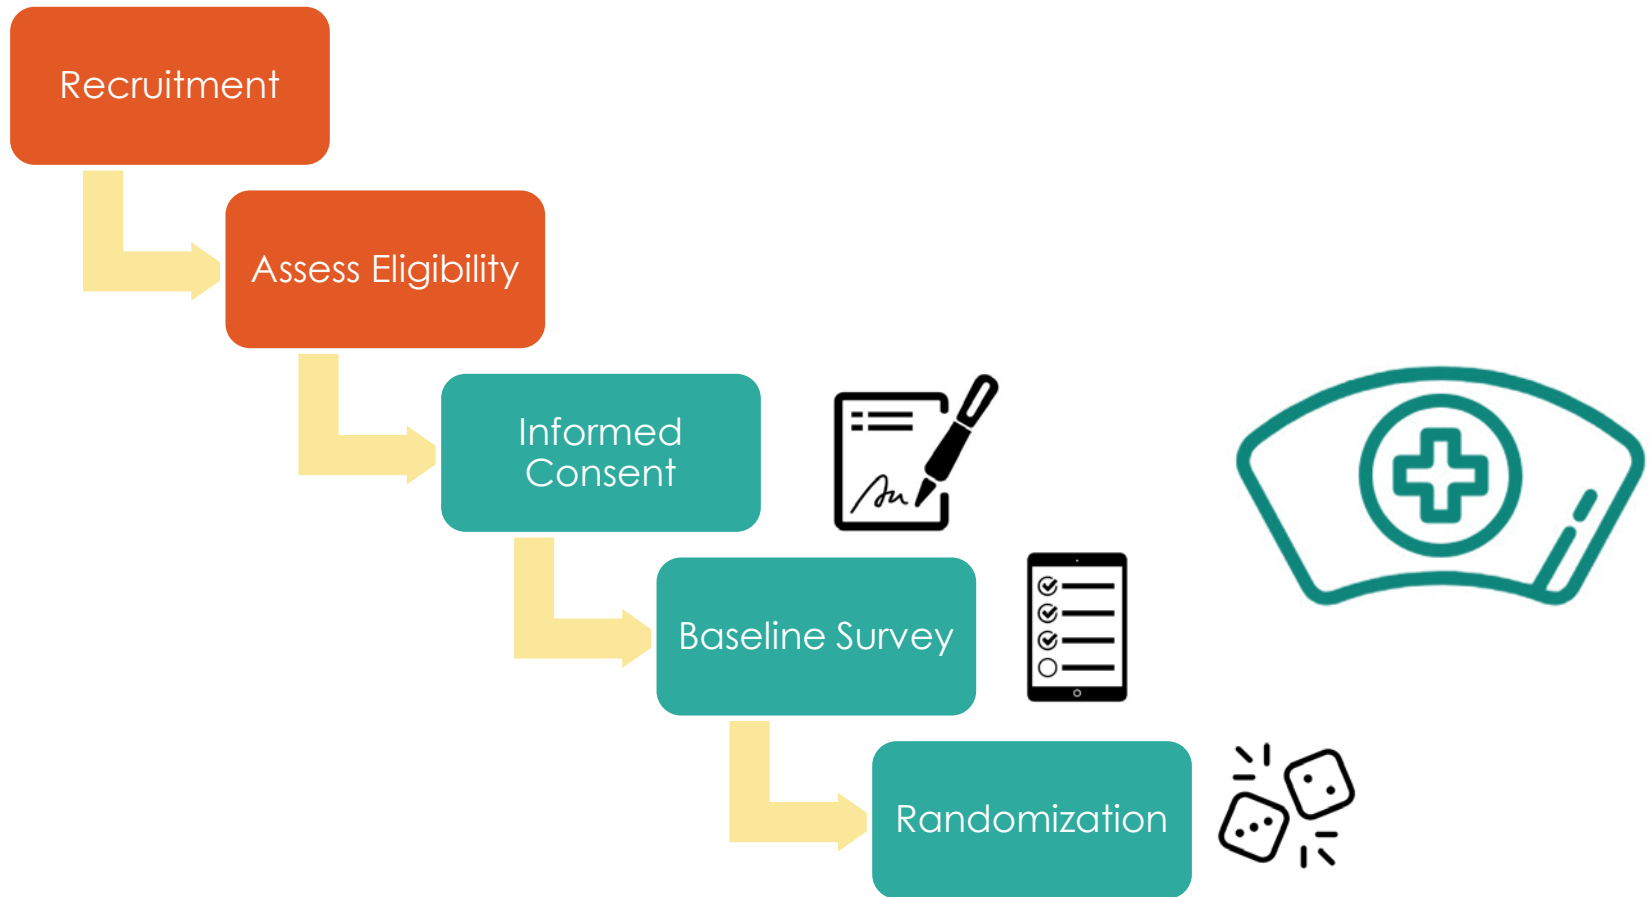 Recruitment
Assess Eligibility
Informed
Consent
Baseline Survey
Randomization